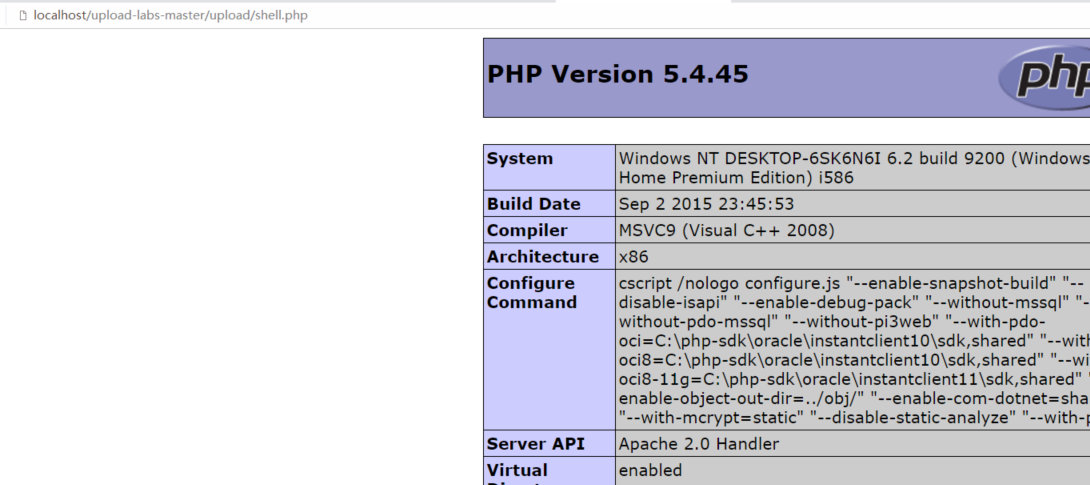 localhost/upload-labs-master/upload/shell.php
PHP Version 5.4.45
php
System
Windows NT DESKTOP-6SK6N6I 6.2 build 9200 (Windows
Home Premium Edition) i586
Build Date
Sep 2 2015 23:45:53
Compiler
MSVC9 (Visual C++ 2008)
Architecture
x86
Configure
Command
cscript /nologo configure.js "--enable-snapshot-build" "--
disable-isapi" "--enable-debug-pack" "--without-mssql" "-
without-pdo-mssql" "--without-pi3web" "--with-pdo-
oci=C:\php-sdk\oracle\instantclient10\sdk,shared" "--with
oci8=C:\php-sdk\oracle\instantclient10\sdk,shared" "--wi
oci8-11g=C:\php-sdk\oracle\instantclient11\sdk,shared" "
enable-object-out-dir=../obj/" "--enable-com-dotnet=sha
"--with-mcrypt=static" "--disable-static-analyze" "--with-p
Server API
Apache 2.0 Handler
Virtual
enabled